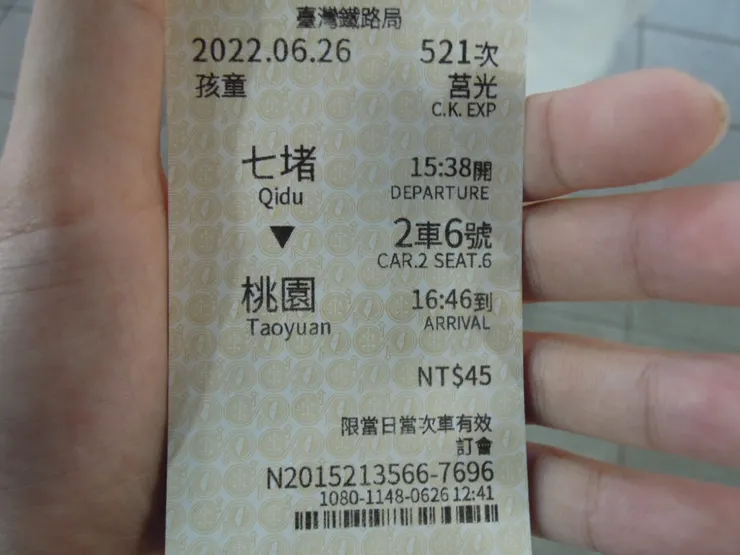 臺灣鐵路局
2022.06.26 521次
孩童 莒光
C.K. EXP
七堵 15:38開
Qidu DEPARTURE
▼ 2車6號
CAR.2 SEAT.6
桃園 16:46到
Taoyuan ARRIVAL
NT$45
限當日當次車有效
訂會
N2015213566-7696
1080-1148-0626 12:41